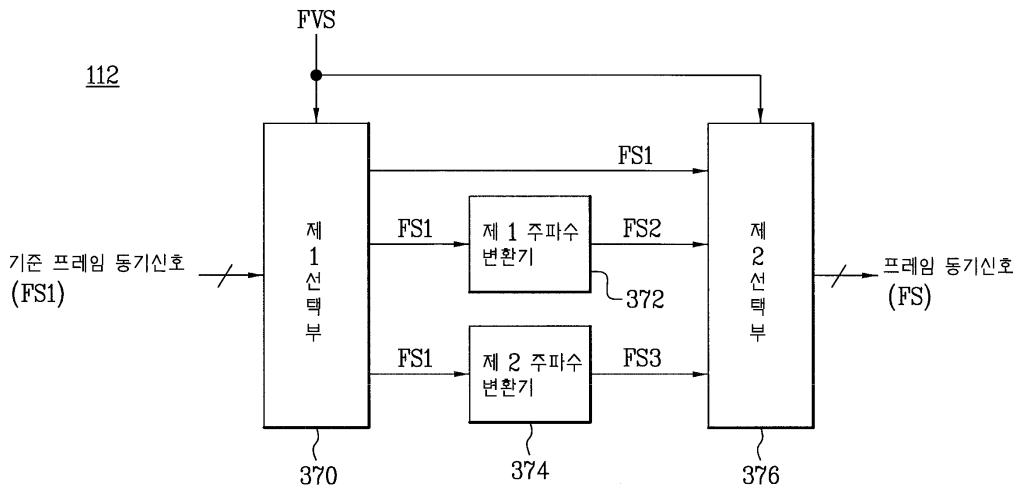 FVS
112
FS1
기준 프레임 동기신호
(FS1)
제
1
선
택
부
FS1
제 1 주파수
변환기
FS2
372
제
2
선
택
부
프레임 동기신호
(FS)
FS1
제 2 주파수
변환기
FS3
370
374
376